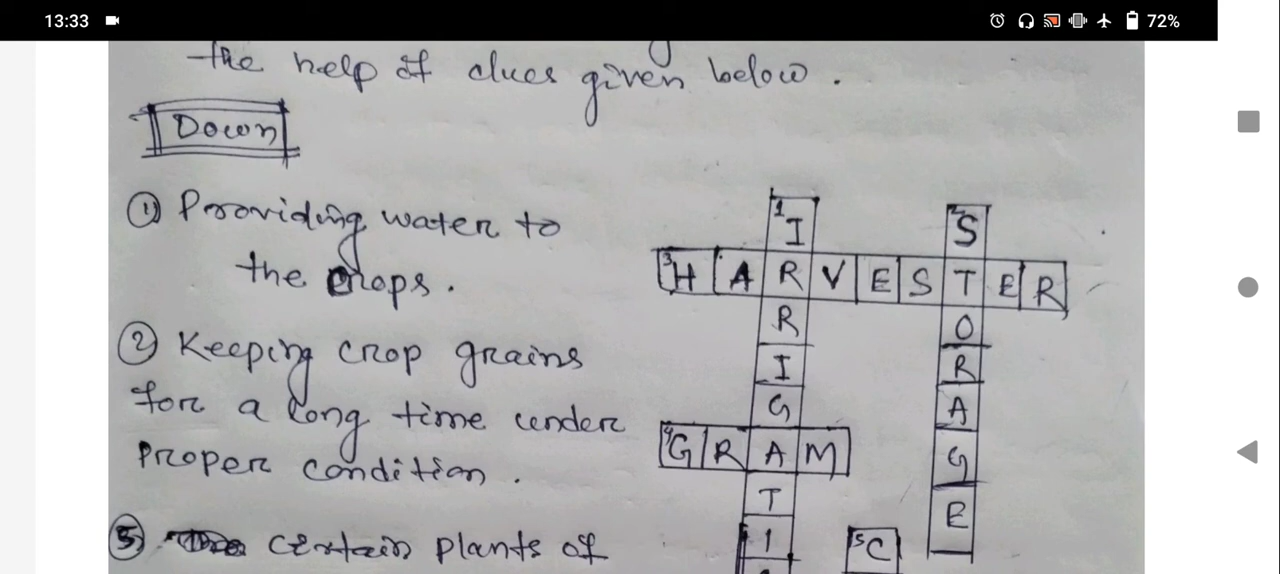 13:33
72%
the help of clues given below.
Down
① Providing water to
the crops.
② Keeping crop grains
for a long time under
proper condition.
⑤ certain plants of
1 I
2 S
3 H A R V E S T E R
R
O
I
R
G
A
4 G R A M
G
T
E
I
5 C